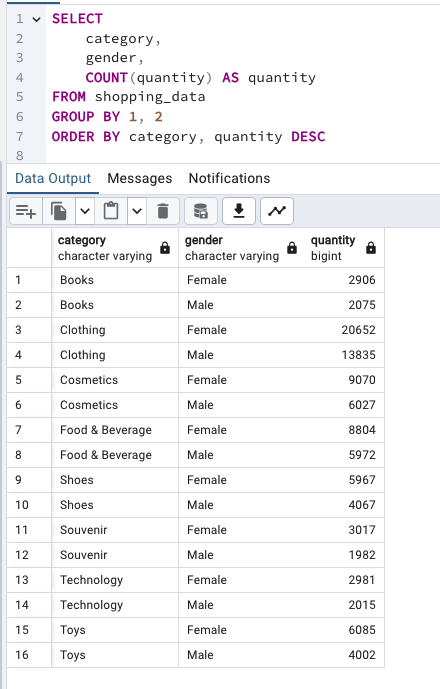 1 SELECT
2 category,
3 gender,
4 COUNT(quantity) AS quantity
5 FROM shopping_data
6 GROUP BY 1, 2
7 ORDER BY category, quantity DESC
8
Data Output Messages Notifications
category gender quantity
character varying character varying bigint
1 Books Female 2906
2 Books Male 2075
3 Clothing Female 20652
4 Clothing Male 13835
5 Cosmetics Female 9070
6 Cosmetics Male 6027
7 Food & Beverage Female 8804
8 Food & Beverage Male 5972
9 Shoes Female 5967
10 Shoes Male 4067
11 Souvenir Female 3017
12 Souvenir Male 1982
13 Technology Female 2981
14 Technology Male 2015
15 Toys Female 6085
16 Toys Male 4002